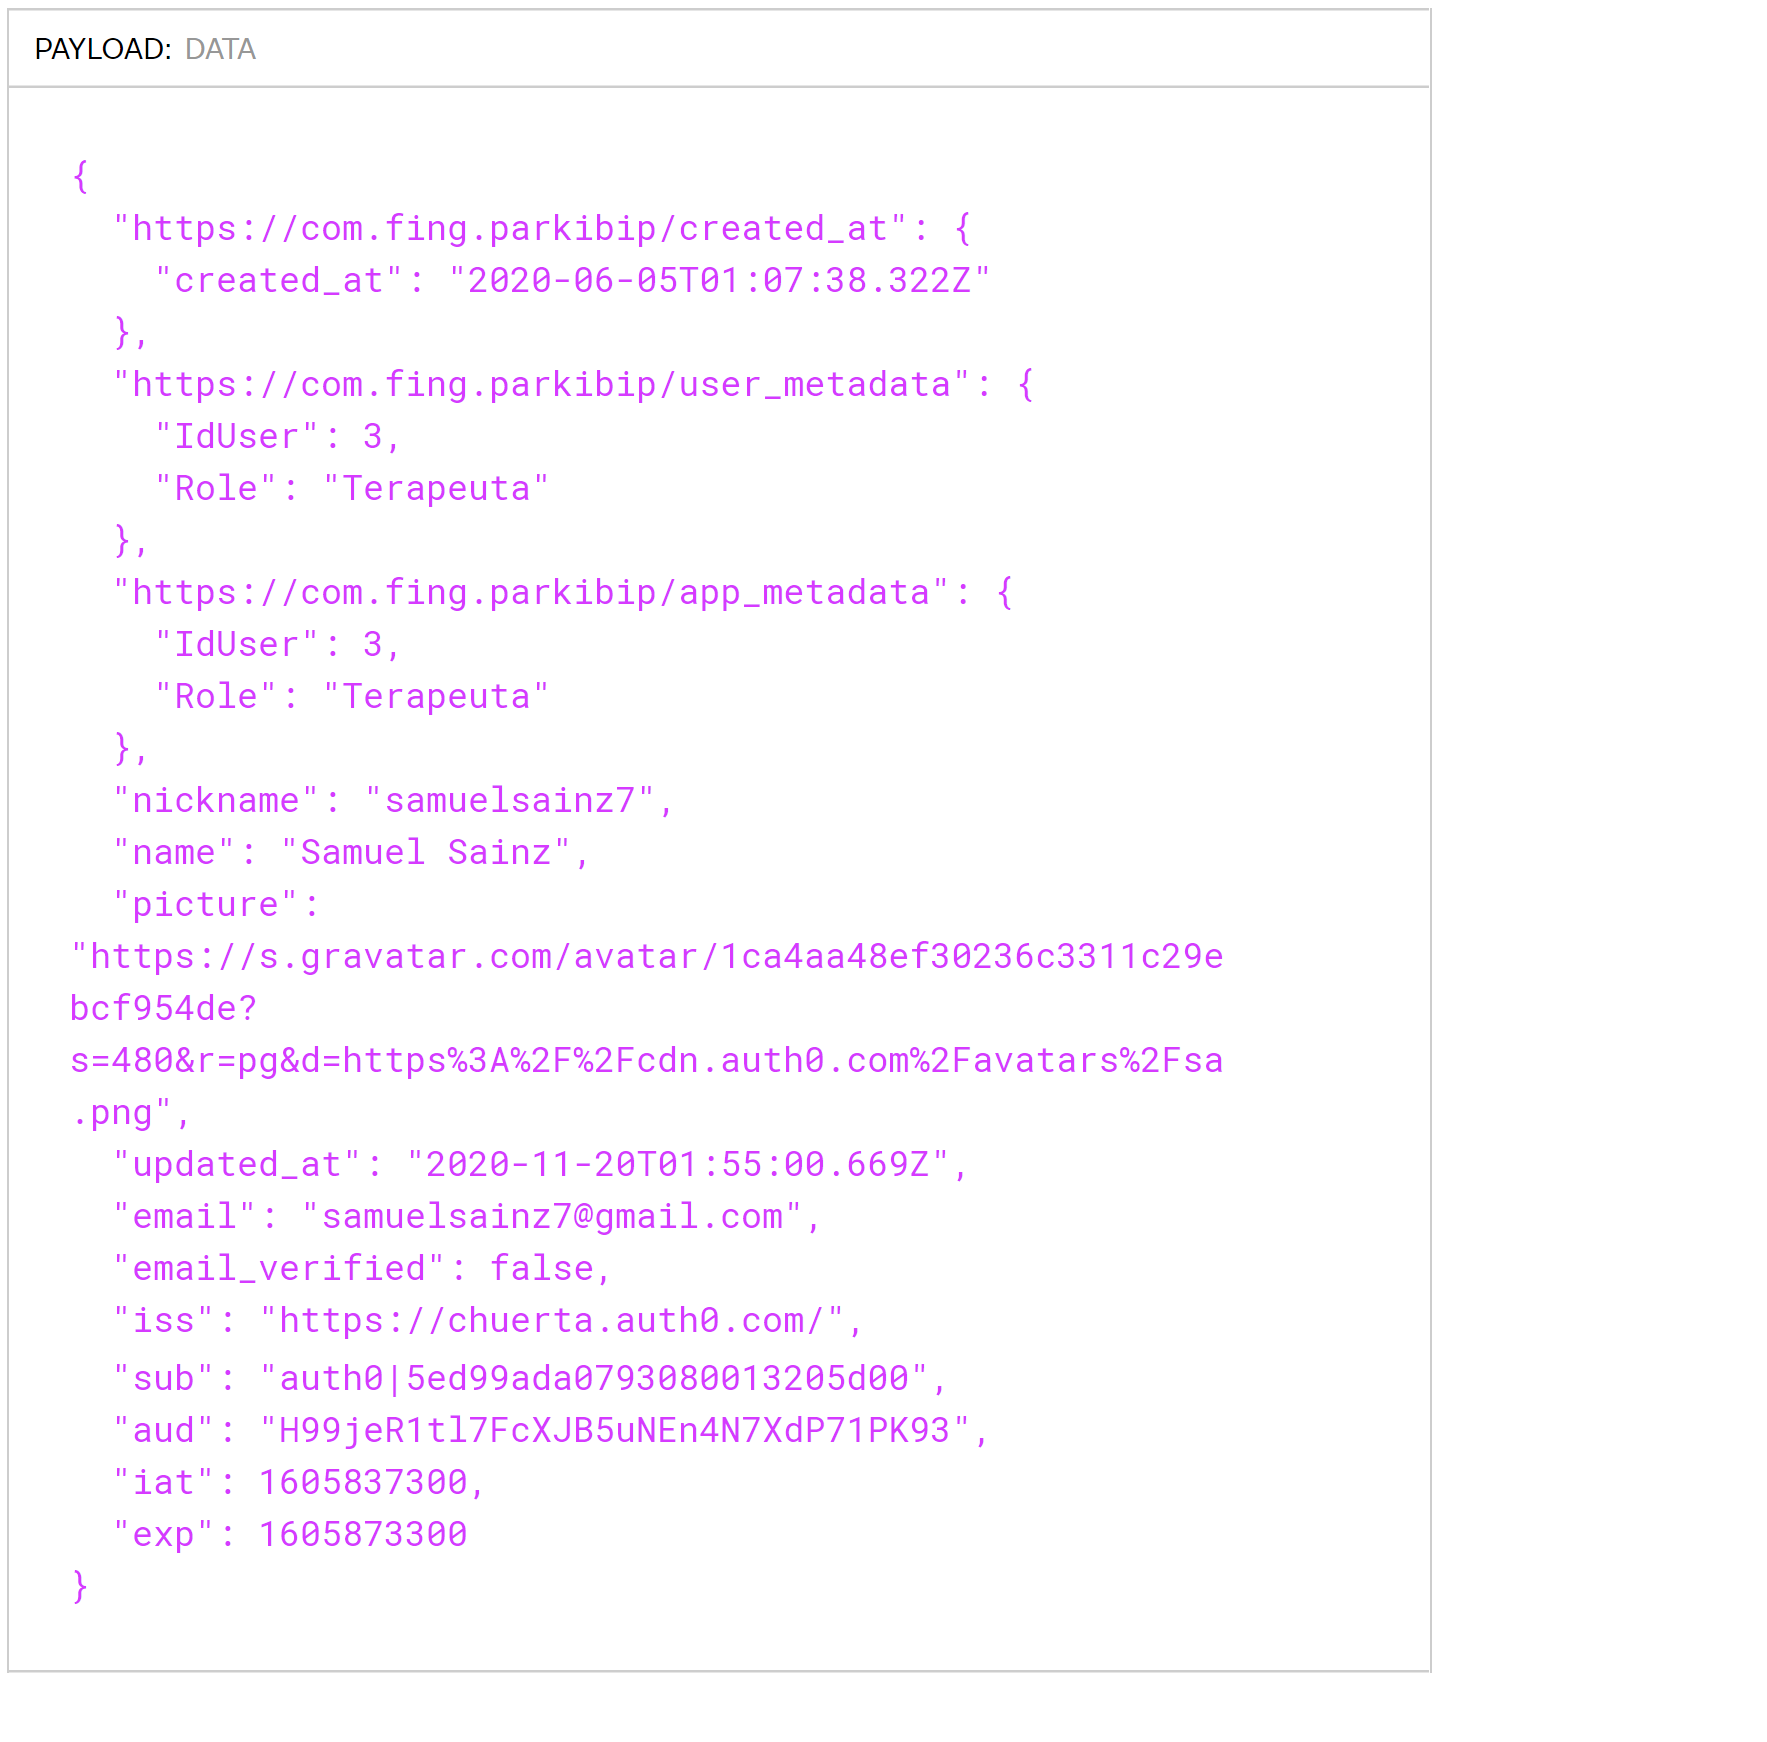 PAYLOAD: DATA
{
  "https://com.fing.parkibip/created_at": {
    "created_at": "2020-06-05T01:07:38.322Z"
  },
  "https://com.fing.parkibip/user_metadata": {
    "IdUser": 3,
    "Role": "Terapeuta"
  },
  "https://com.fing.parkibip/app_metadata": {
    "IdUser": 3,
    "Role": "Terapeuta"
  },
  "nickname": "samuelsainz7",
  "name": "Samuel Sainz",
  "picture":
"https://s.gravatar.com/avatar/1ca4aa48ef30236c3311c29e
bcf954de?
s=480&r=pg&d=https%3A%2F%2Fcdn.auth0.com%2Favatars%2Fsa
.png",
  "updated_at": "2020-11-20T01:55:00.669Z",
  "email": "samuelsainz7@gmail.com",
  "email_verified": false,
  "iss": "https://chuerta.auth0.com/",
  "sub": "auth0|5ed99ada0793080013205d00",
  "aud": "H99jeR1tl7FcXJB5uNEn4N7XdP71PK93",
  "iat": 1605837300,
  "exp": 1605873300
}